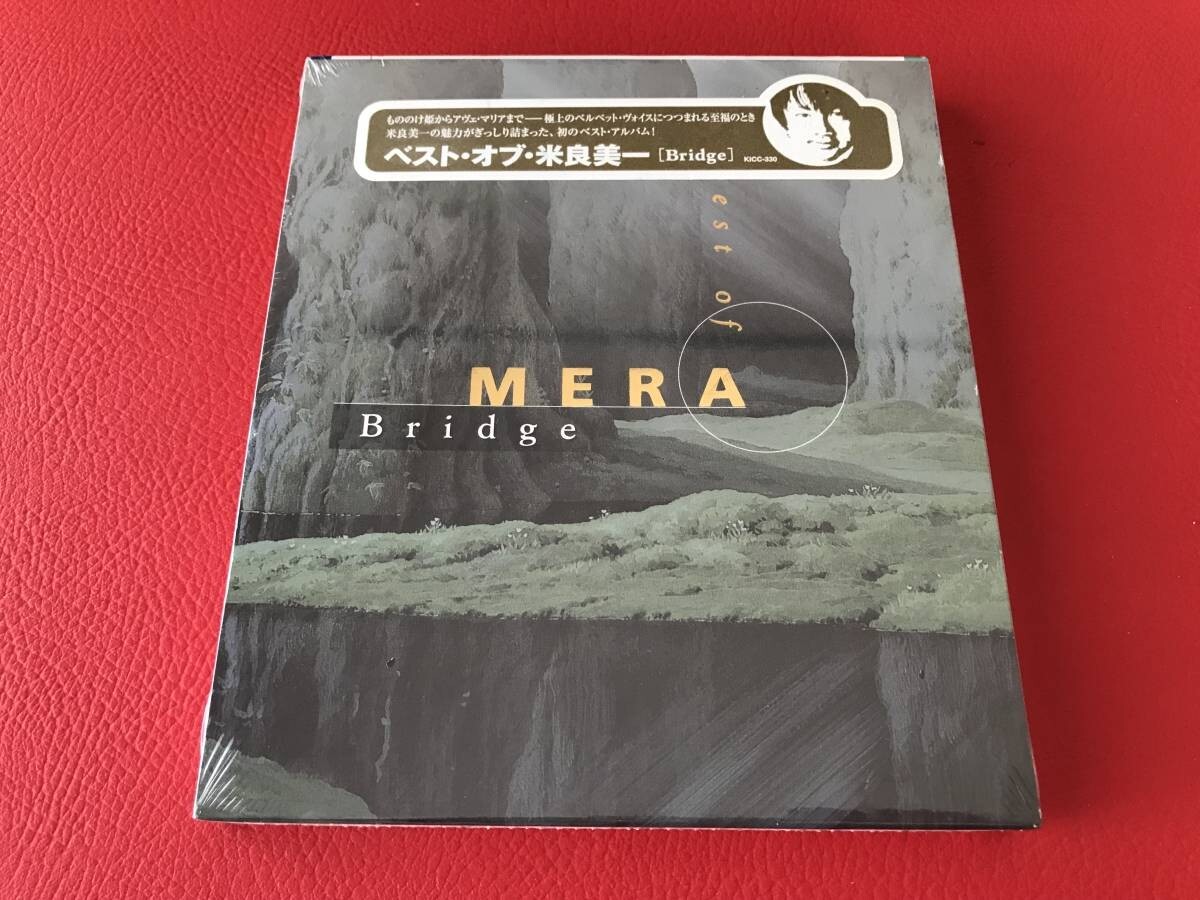 もののけ姫からアヴェ・マリアまで──極上のベルベット・ヴォイスにつつまれる至福のとき
米良美一の魅力がぎっしり詰まった、初のベスト・アルバム!
ベスト・オブ・米良美一 [Bridge] KICC-330
est of
MERA
Bridge